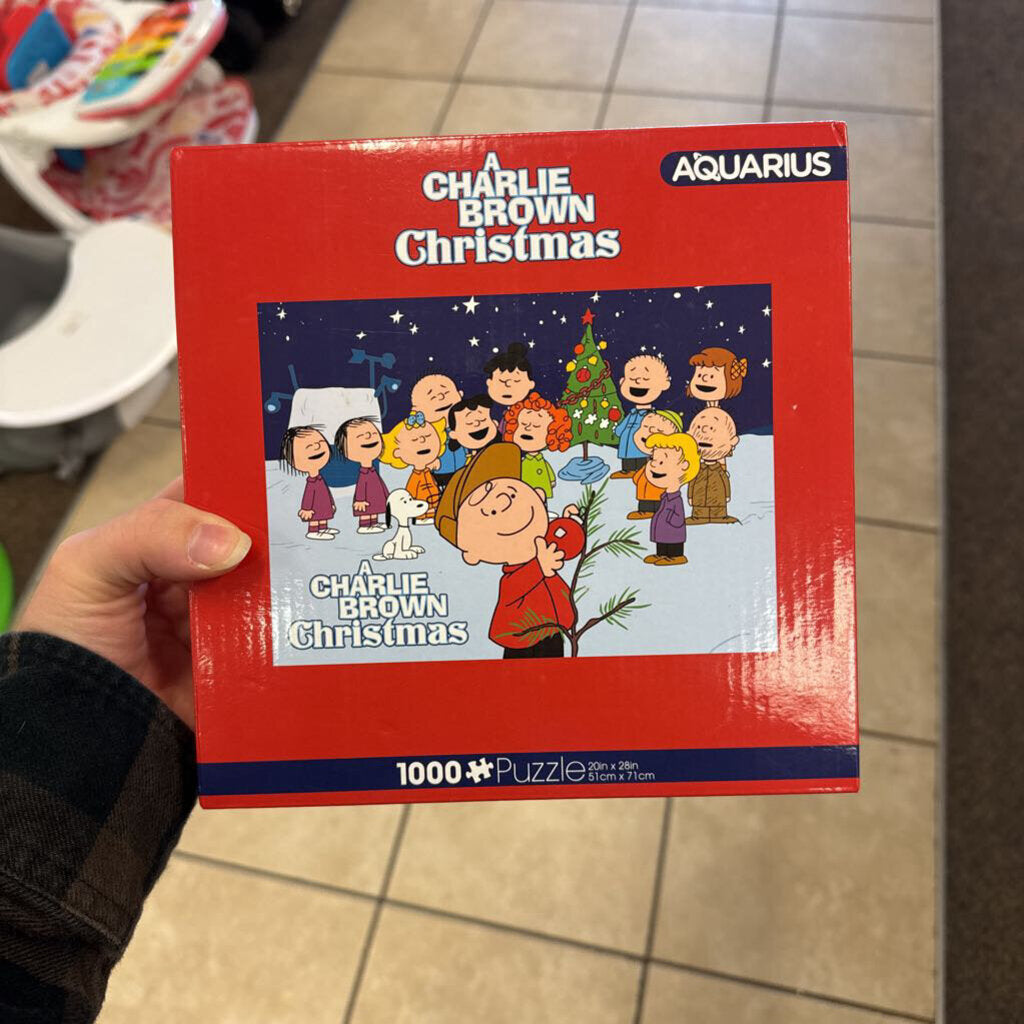 A
CHARLIE
BROWN
Christmas
AQUARIUS
A
CHARLIE
BROWN
Christmas
1000 Puzzle 20in x 28in
51cm x 71cm